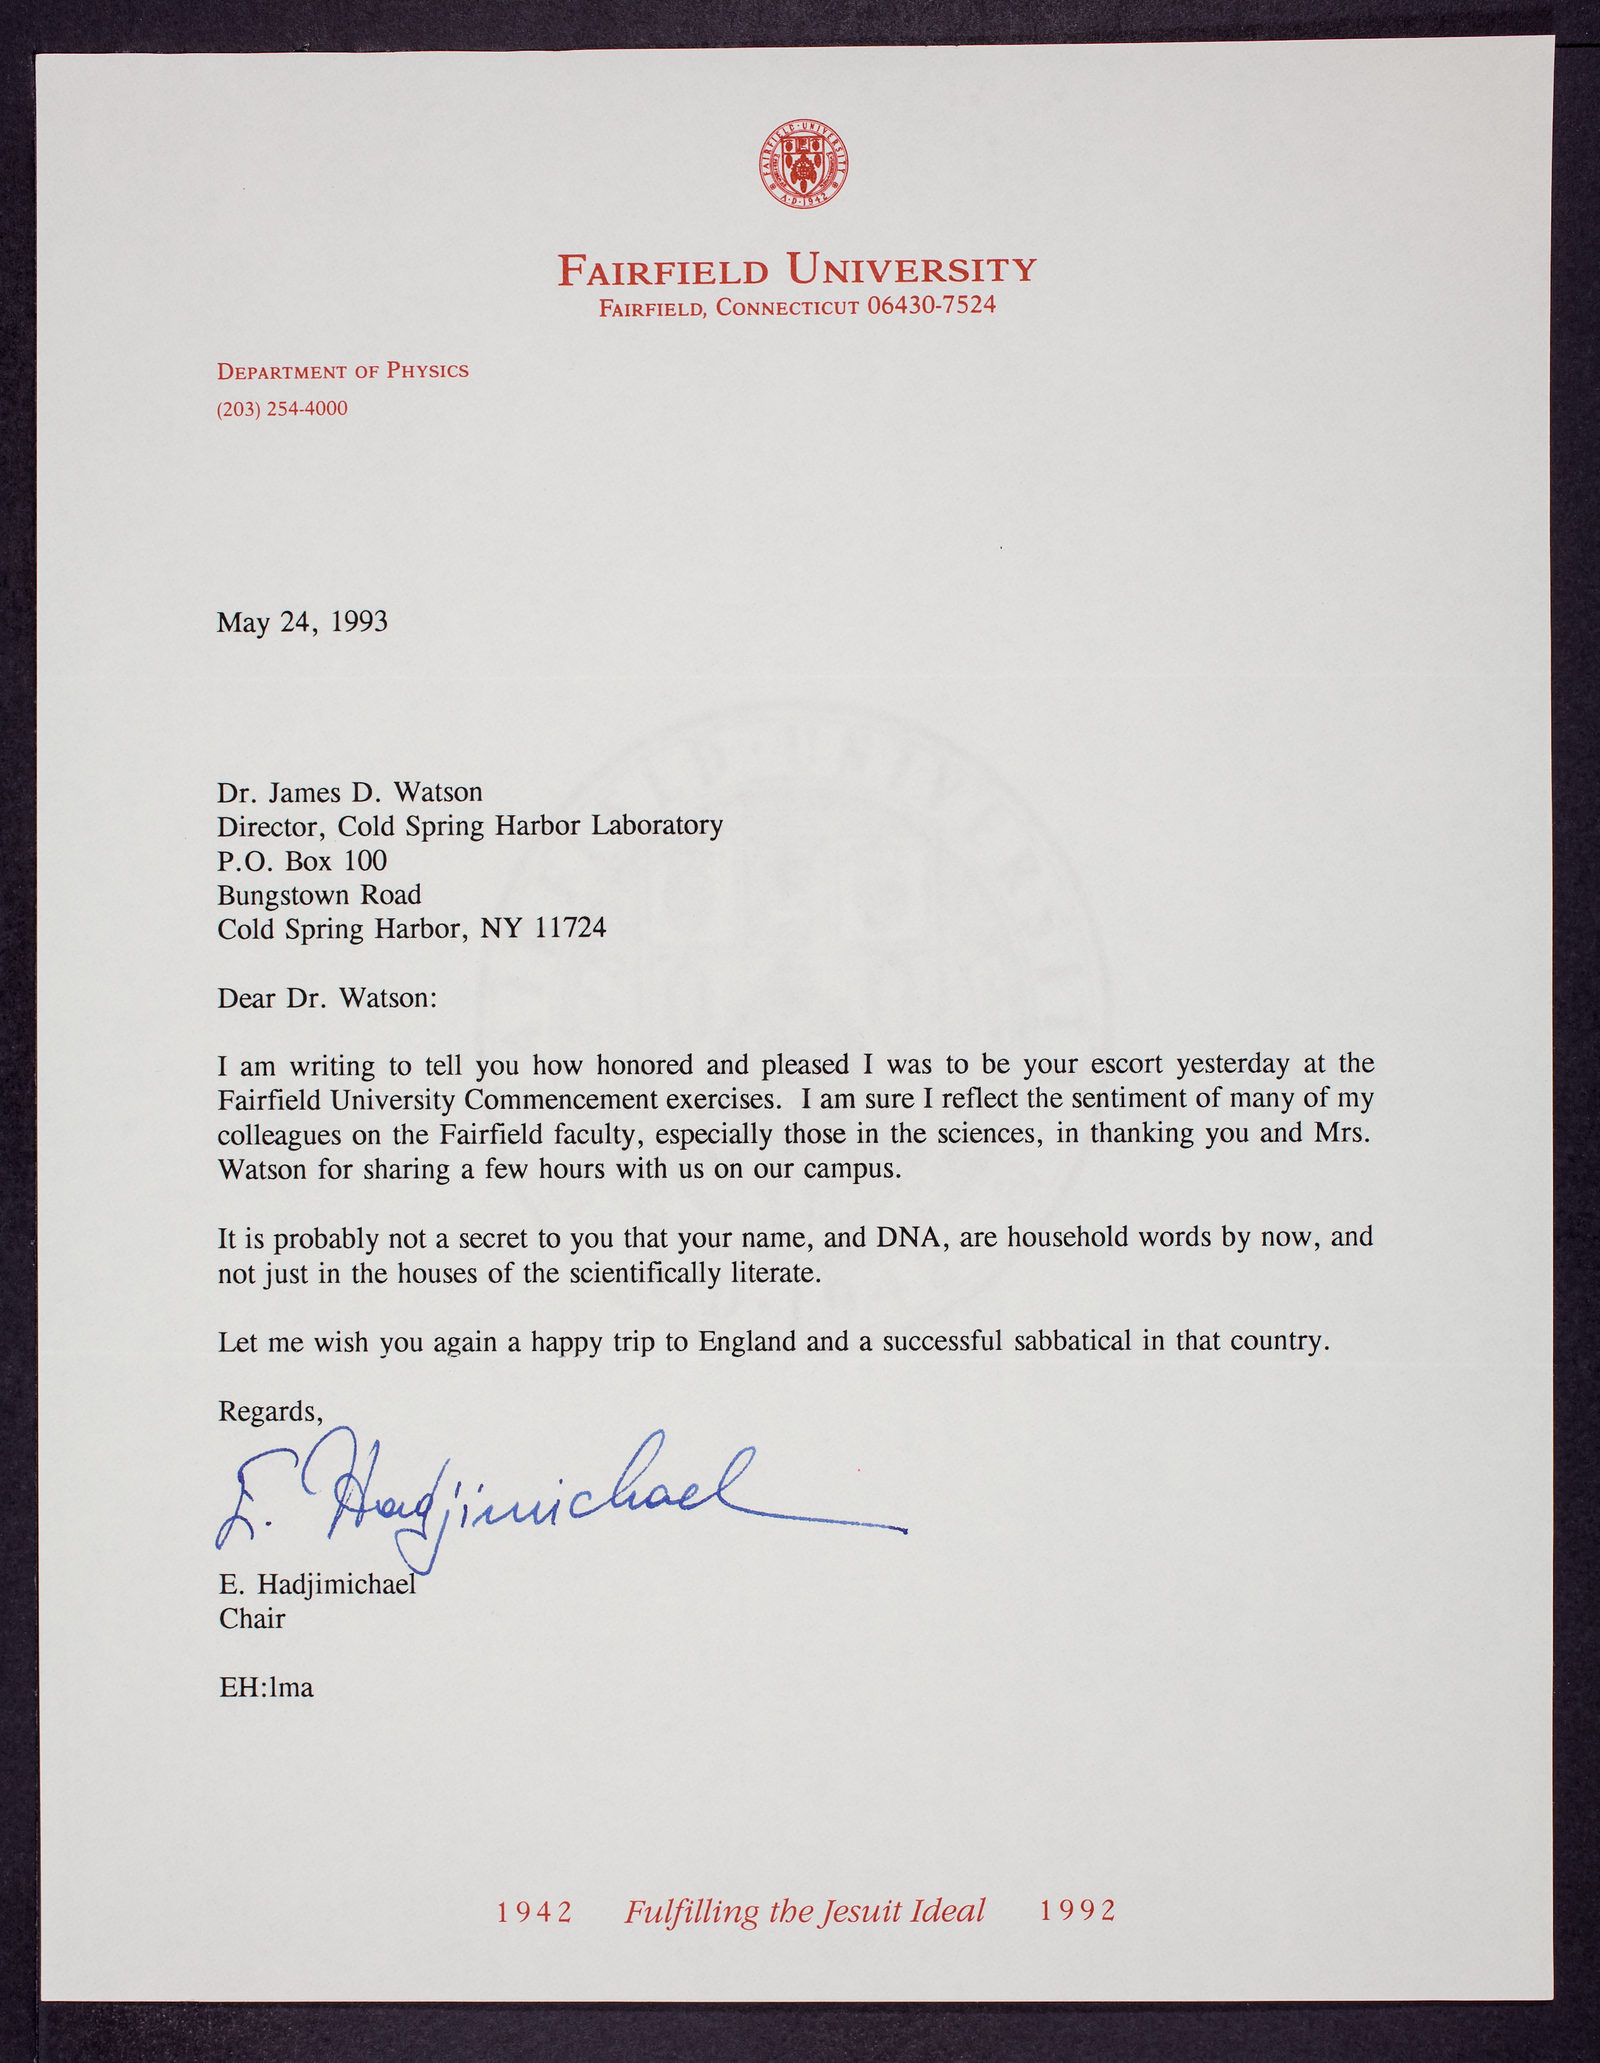 FAIRFIELD · UNIVERSITY
A·D·1942
FAIRFIELD UNIVERSITY
FAIRFIELD, CONNECTICUT 06430-7524
DEPARTMENT OF PHYSICS
(203) 254-4000
May 24, 1993
Dr. James D. Watson
Director, Cold Spring Harbor Laboratory
P.O. Box 100
Bungstown Road
Cold Spring Harbor, NY 11724
Dear Dr. Watson:
I am writing to tell you how honored and pleased I was to be your escort yesterday at the
Fairfield University Commencement exercises. I am sure I reflect the sentiment of many of my
colleagues on the Fairfield faculty, especially those in the sciences, in thanking you and Mrs.
Watson for sharing a few hours with us on our campus.
It is probably not a secret to you that your name, and DNA, are household words by now, and
not just in the houses of the scientifically literate.
Let me wish you again a happy trip to England and a successful sabbatical in that country.
Regards,
E. Hadjimichael
E. Hadjimichael
Chair
EH:lma
1942 Fulfilling the Jesuit Ideal 1992